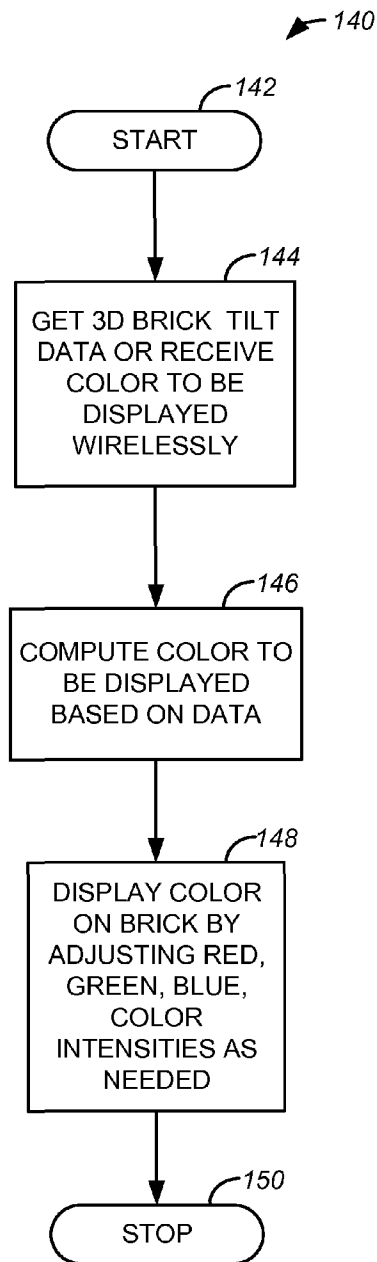 140
142
START
144
GET 3D BRICK TILT
DATA OR RECEIVE
COLOR TO BE
DISPLAYED
WIRELESSLY
146
COMPUTE COLOR TO
BE DISPLAYED
BASED ON DATA
148
DISPLAY COLOR
ON BRICK BY
ADJUSTING RED,
GREEN, BLUE,
COLOR
INTENSITIES AS
NEEDED
150
STOP